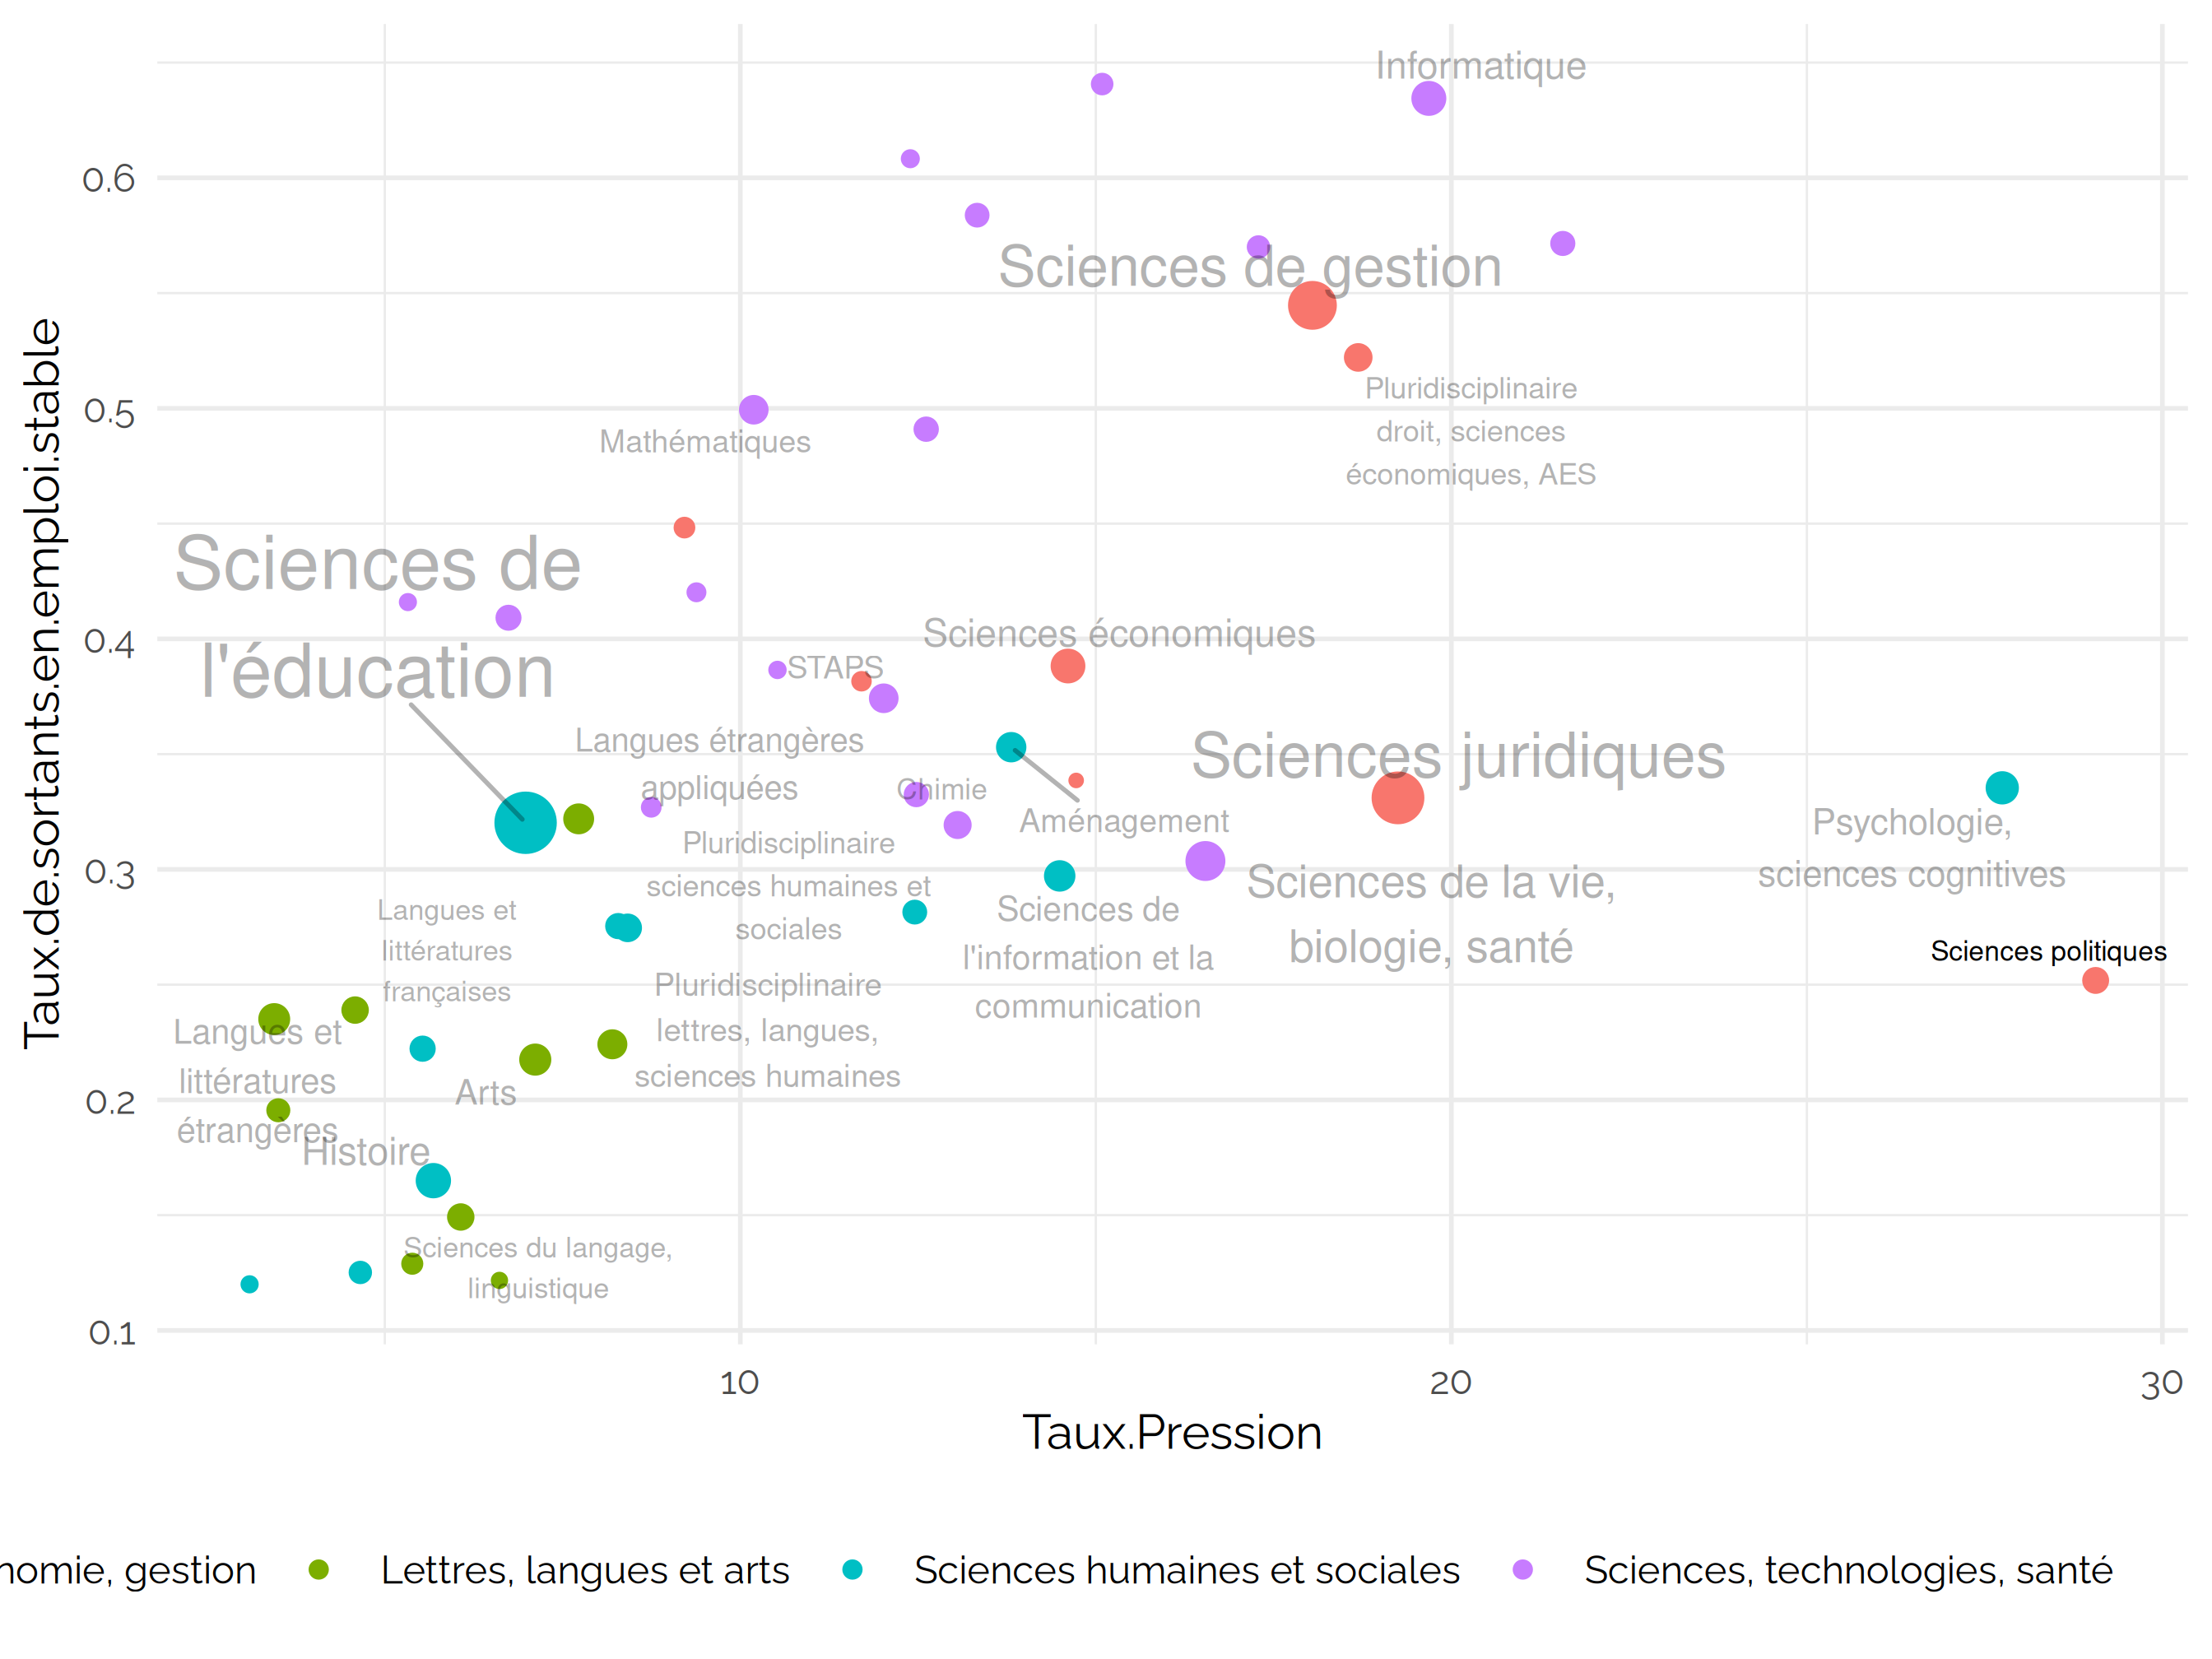 Informatique
0.6
Sciences de gestion
Pluridisciplinaire
droit, sciences
économiques, AES
0.5
Mathématiques
Sciences de
l'éducation
Sciences économiques
0.4
STAPS
Langues étrangères
appliquées
Chimie
Sciences juridiques
Aménagement
Psychologie,
sciences cognitives
Pluridisciplinaire
sciences humaines et
sociales
0.3
Sciences de la vie,
biologie, santé
Langues et
littératures
françaises
Sciences de
l'information et la
communication
Sciences politiques
Pluridisciplinaire
lettres, langues,
sciences humaines
Langues et
littératures
étrangères
Arts
0.2
Histoire
Sciences du langage,
linguistique
0.1
Taux.de.sortants.en.emploi.stable
10
20
30
Taux.Pression
nomie, gestion
Lettres, langues et arts
Sciences humaines et sociales
Sciences, technologies, santé